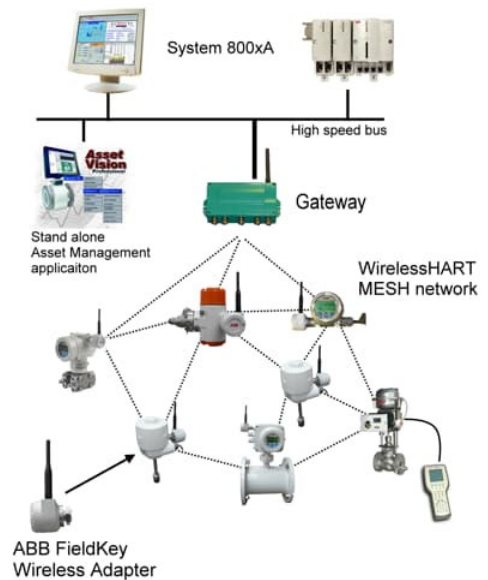 System 800xA
High speed bus
Asset
Vision
Professional
Gateway
Stand alone
Asset Management
applicaiton
WirelessHART
MESH network
ABB FieldKey
Wireless Adapter